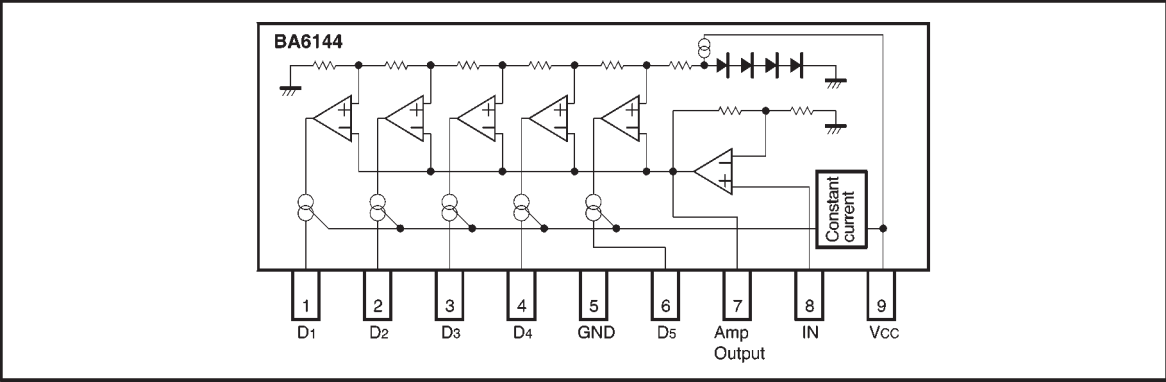 BA6144
+ + + + +
− − − − −
−
+
Constant
current
1 2 3 4 5 6 7 8 9
D1 D2 D3 D4 GND D5 Amp IN VCC
Output